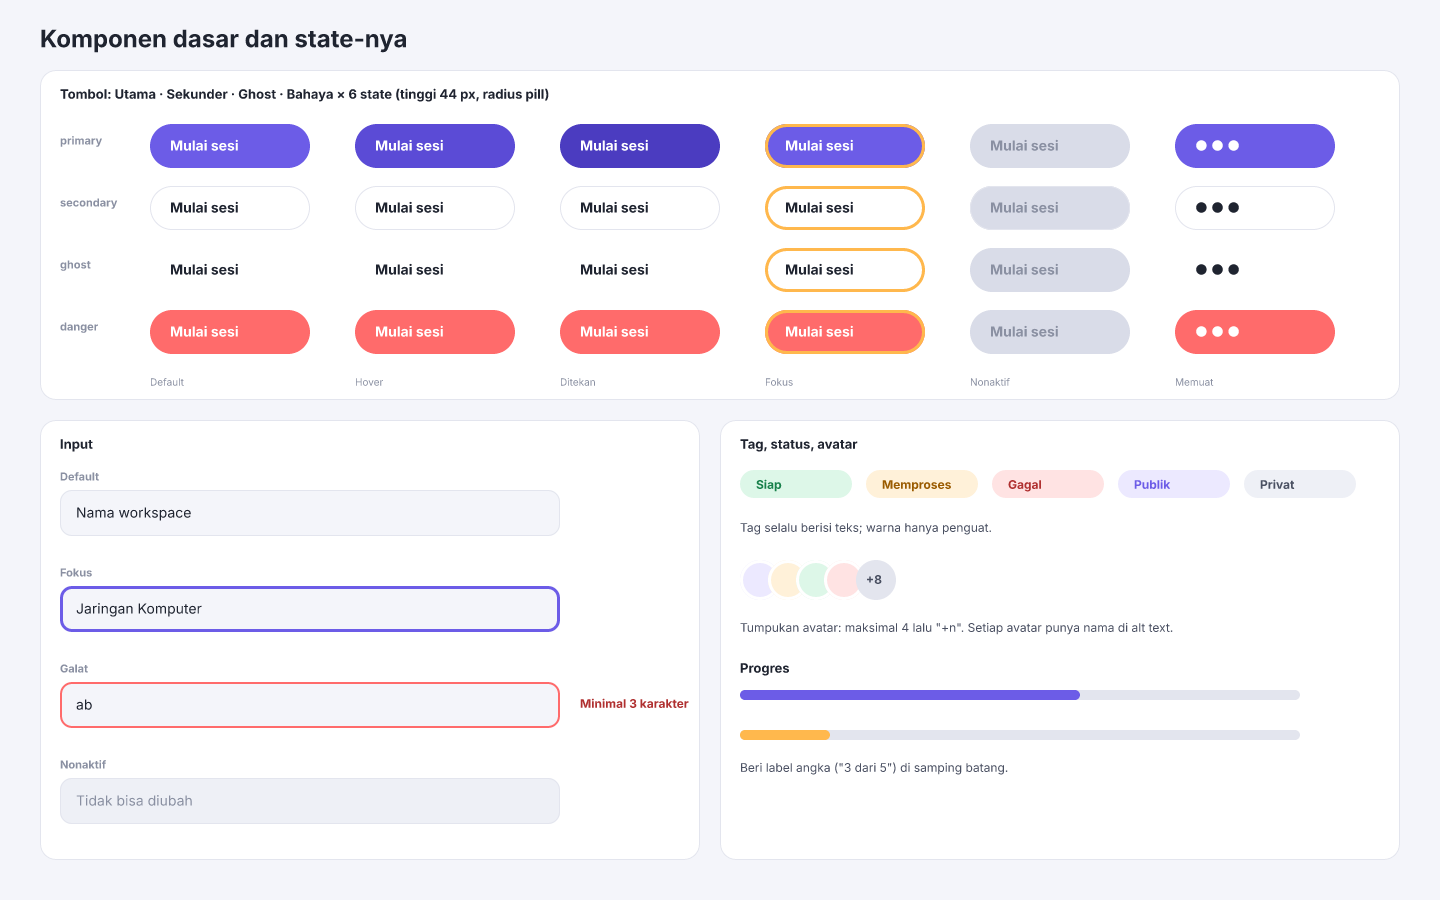 Komponen dasar dan state-nya
Tombol: Utama · Sekunder · Ghost · Bahaya × 6 state (tinggi 44 px, radius pill)
primary Mulai sesi Mulai sesi Mulai sesi Mulai sesi Mulai sesi
secondary Mulai sesi Mulai sesi Mulai sesi Mulai sesi Mulai sesi
ghost Mulai sesi Mulai sesi Mulai sesi Mulai sesi Mulai sesi
danger Mulai sesi Mulai sesi Mulai sesi Mulai sesi Mulai sesi
Default Hover Ditekan Fokus Nonaktif Memuat
Input
Default
Nama workspace
Fokus
Jaringan Komputer
Galat
ab Minimal 3 karakter
Nonaktif
Tidak bisa diubah
Tag, status, avatar
Siap Memproses Gagal Publik Privat
Tag selalu berisi teks; warna hanya penguat.
+8
Tumpukan avatar: maksimal 4 lalu "+n". Setiap avatar punya nama di alt text.
Progres
Beri label angka ("3 dari 5") di samping batang.